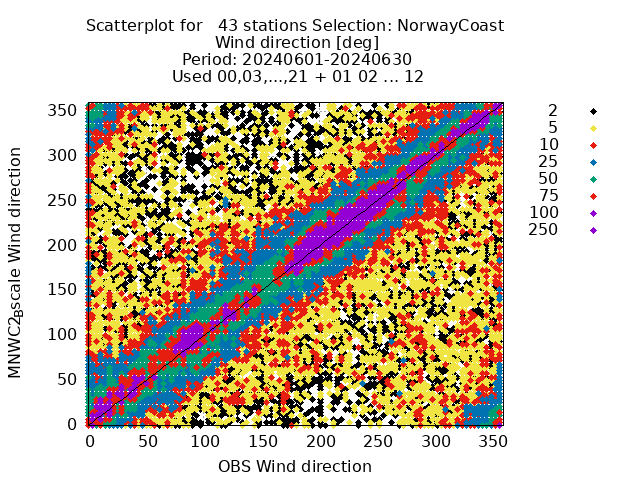 Scatterplot for   43 stations Selection: NorwayCoast
Wind direction [deg]
Period: 20240601-20240630
Used 00,03,...,21 + 01 02 ... 12
MNWC2BBscale Wind direction
350
300
250
200
150
100
50
0
0 50 100 150 200 250 300 350
OBS Wind direction
2
5
10
25
50
75
100
250